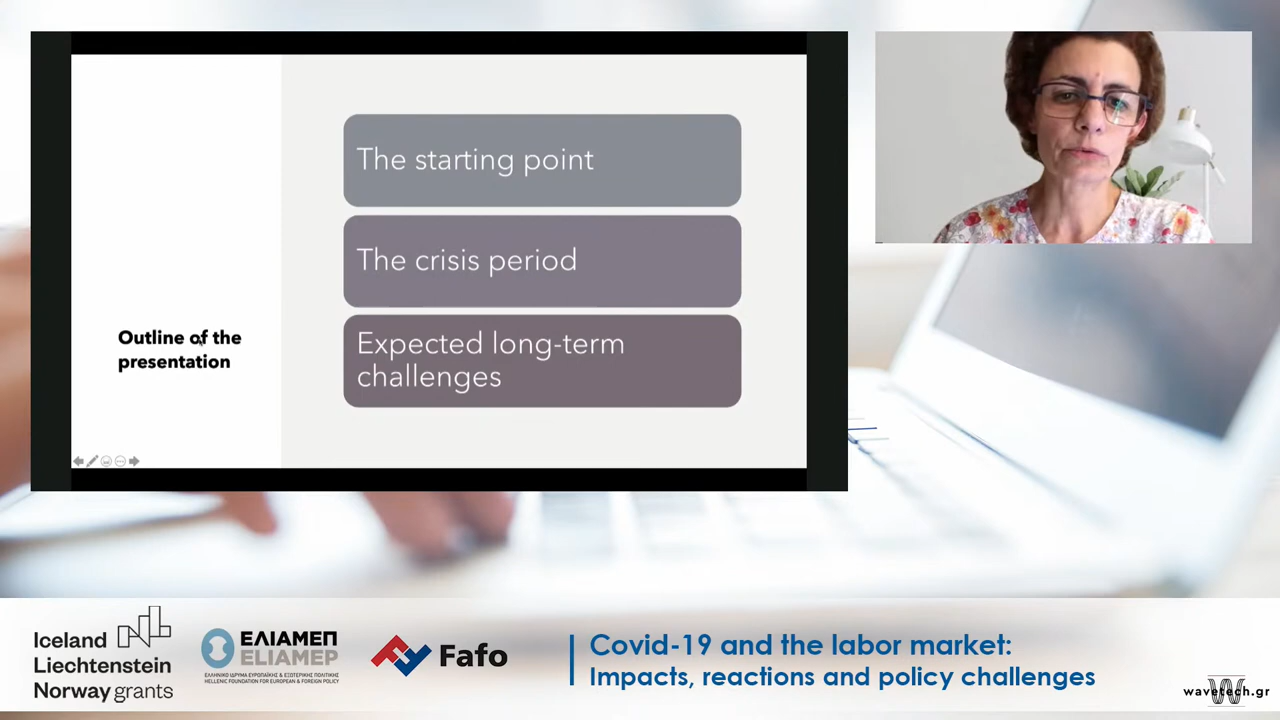 The starting point
The crisis period
Expected long-term
challenges
Outline of the
presentation
Iceland
Liechtenstein
Norway grants
ΕΛΙΑΜΕΠ
ELIAMEP
ΕΛΛΗΝΙΚΟ ΙΔΡΥΜΑ ΕΥΡΩΠΑΪΚΗΣ & ΕΞΩΤΕΡΙΚΗΣ ΠΟΛΙΤΙΚΗΣ
HELLENIC FOUNDATION FOR EUROPEAN & FOREIGN POLICY
Fafo
Covid-19 and the labor market:
Impacts, reactions and policy challenges
wavetech.gr